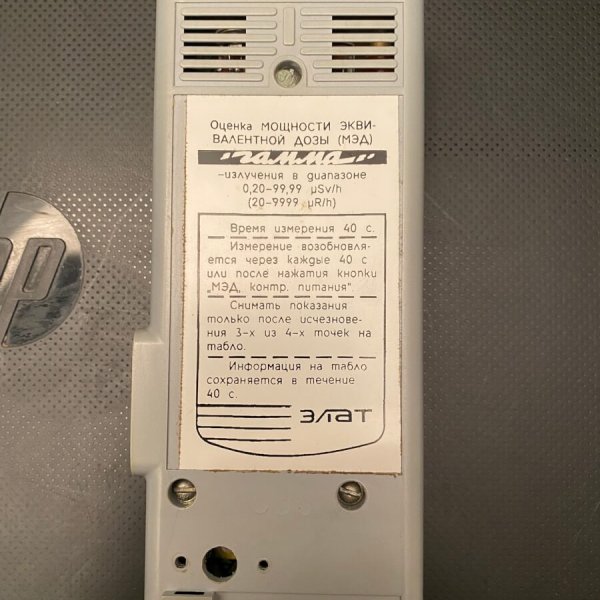 Оценка МОЩНОСТИ ЭКВИ-
ВАЛЕНТНОЙ ДОЗЫ (МЭД)
гамма
–излучения в диапазоне
0,20–99,99 μSv/h
(20–9999 μR/h)
Время измерения 40 с.
Измерение возобновля-
ется через каждые 40 с
или после нажатия кнопки
„МЭД, контр. питания".
Снимать показания
только после исчезнове-
ния 3–х из 4–х точек на
табло.
Информация на табло
сохраняется в течение
40 с.
ЭЛАТ
hp